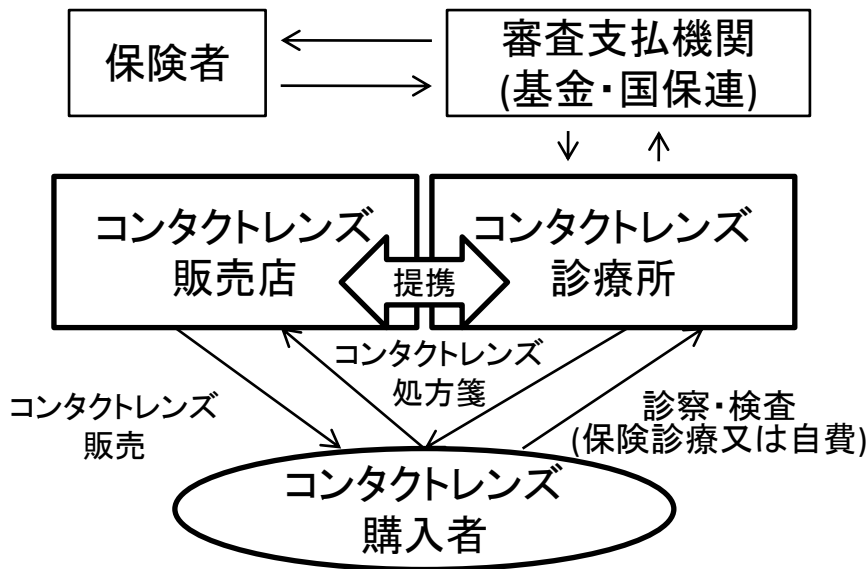 保険者
審査支払機関
(基金・国保連)
コンタクトレンズ
販売店
提携
コンタクトレンズ
診療所
コンタクトレンズ
処方箋
コンタクトレンズ
販売
診察・検査
(保険診療又は自費)
コンタクトレンズ
購入者